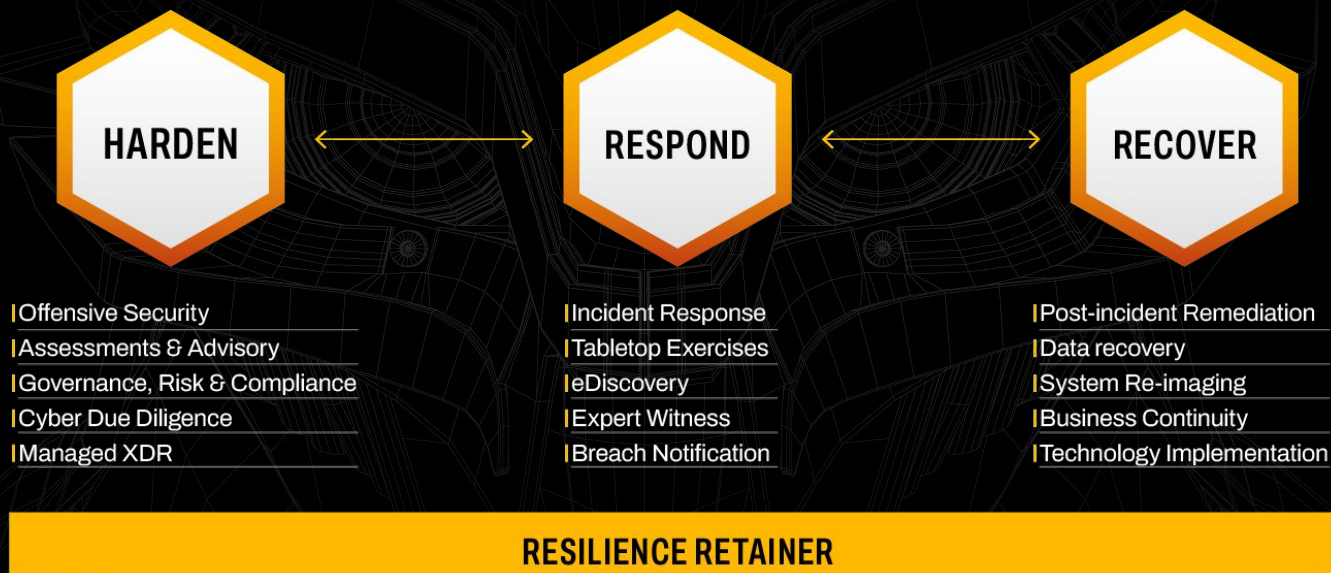 HARDEN
RESPOND
RECOVER
Offensive Security
Assessments & Advisory
Governance, Risk & Compliance
Cyber Due Diligence
Managed XDR
Incident Response
Tabletop Exercises
eDiscovery
Expert Witness
Breach Notification
Post-incident Remediation
Data recovery
System Re-imaging
Business Continuity
Technology Implementation
RESILIENCE RETAINER